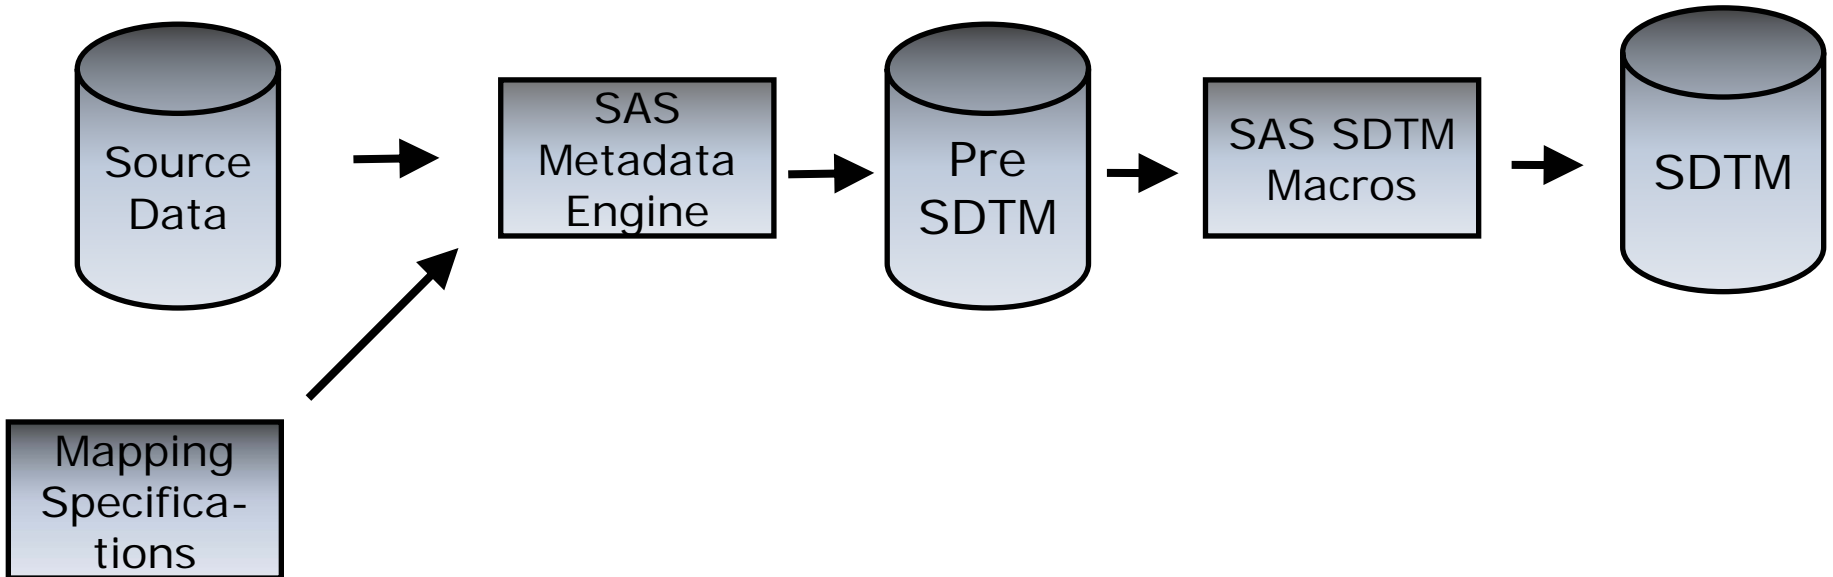 Source
Data
SAS
Metadata
Engine
Pre
SDTM
SAS SDTM
Macros
SDTM
Mapping
Specifica-
tions